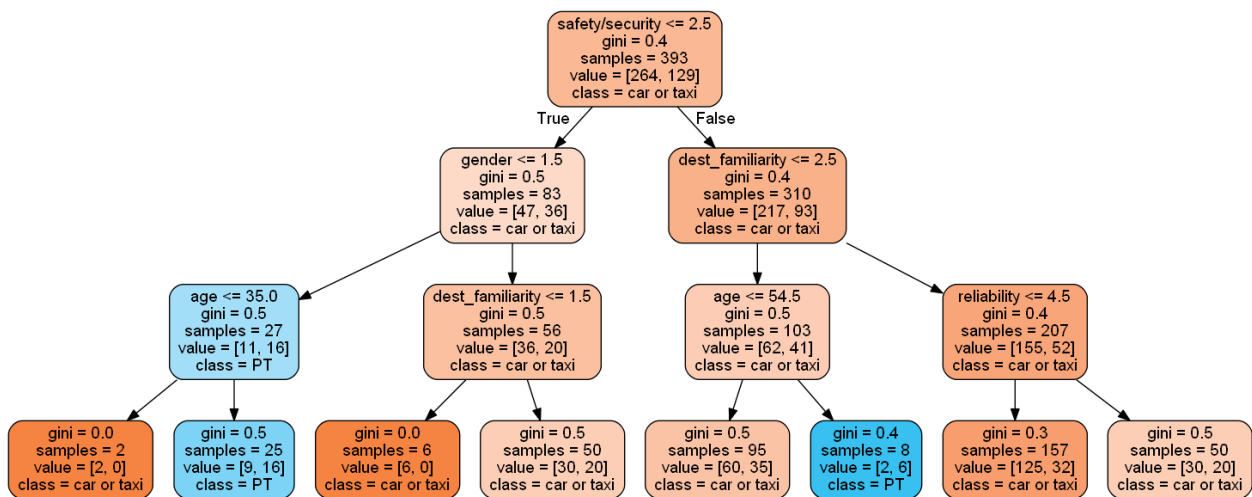 safety/security <= 2.5
gini = 0.4
samples = 393
value = [264, 129]
class = car or taxi
True
False
gender <= 1.5
gini = 0.5
samples = 83
value = [47, 36]
class = car or taxi
dest_familiarity <= 2.5
gini = 0.4
samples = 310
value = [217, 93]
class = car or taxi
age <= 35.0
gini = 0.5
samples = 27
value = [11, 16]
class = PT
dest_familiarity <= 1.5
gini = 0.5
samples = 56
value = [36, 20]
class = car or taxi
age <= 54.5
gini = 0.5
samples = 103
value = [62, 41]
class = car or taxi
reliability <= 4.5
gini = 0.4
samples = 207
value = [155, 52]
class = car or taxi
gini = 0.0
samples = 2
value = [2, 0]
class = car or taxi
gini = 0.5
samples = 25
value = [9, 16]
class = PT
gini = 0.0
samples = 6
value = [6, 0]
class = car or taxi
gini = 0.5
samples = 50
value = [30, 20]
class = car or taxi
gini = 0.5
samples = 95
value = [60, 35]
class = car or taxi
gini = 0.4
samples = 8
value = [2, 6]
class = PT
gini = 0.3
samples = 157
value = [125, 32]
class = car or taxi
gini = 0.5
samples = 50
value = [30, 20]
class = car or taxi